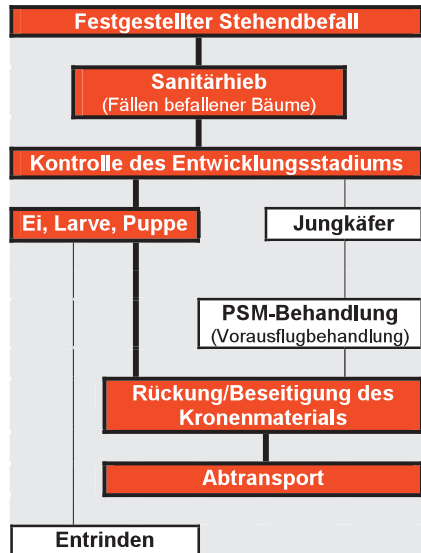 Festgestellter Stehendbefall
Sanitärhieb
(Fällen befallener Bäume)
Kontrolle des Entwicklungsstadiums
Ei, Larve, Puppe
Jungkäfer
PSM-Behandlung
(Vorausflugbehandlung)
Rückung/Beseitigung des
Kronenmaterials
Abtransport
Entrinden